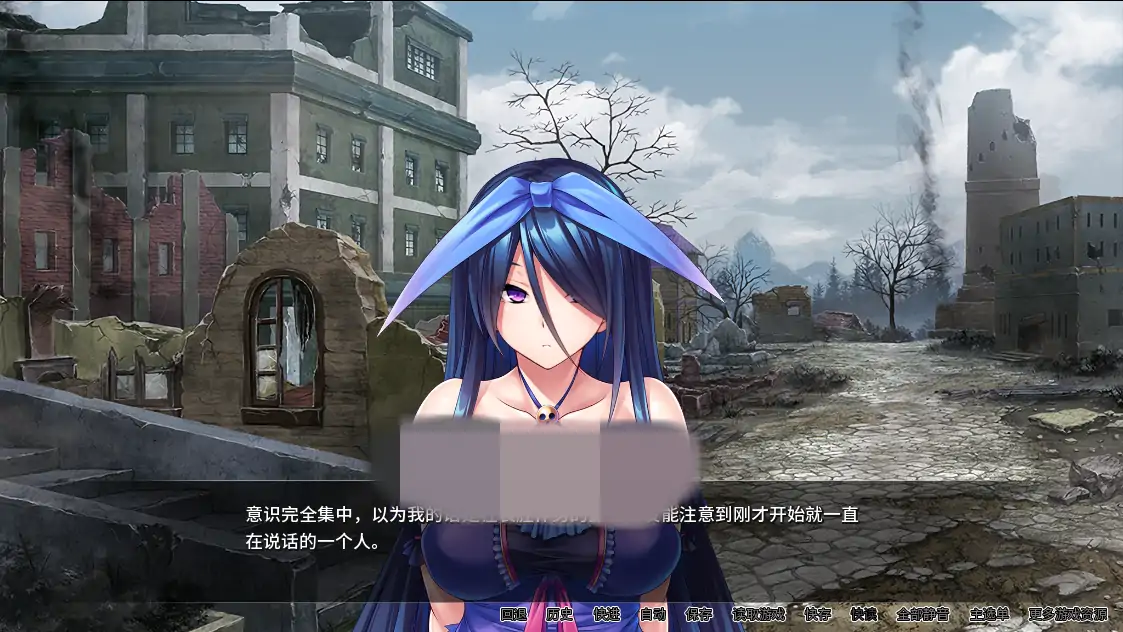 意识完全集中，以为我的 能注意到刚才开始就一直
在说话的一个人。
回退 历史 快进 自动 保存 读取游戏 快存 快读 全部静音 主选单 更多游戏资源